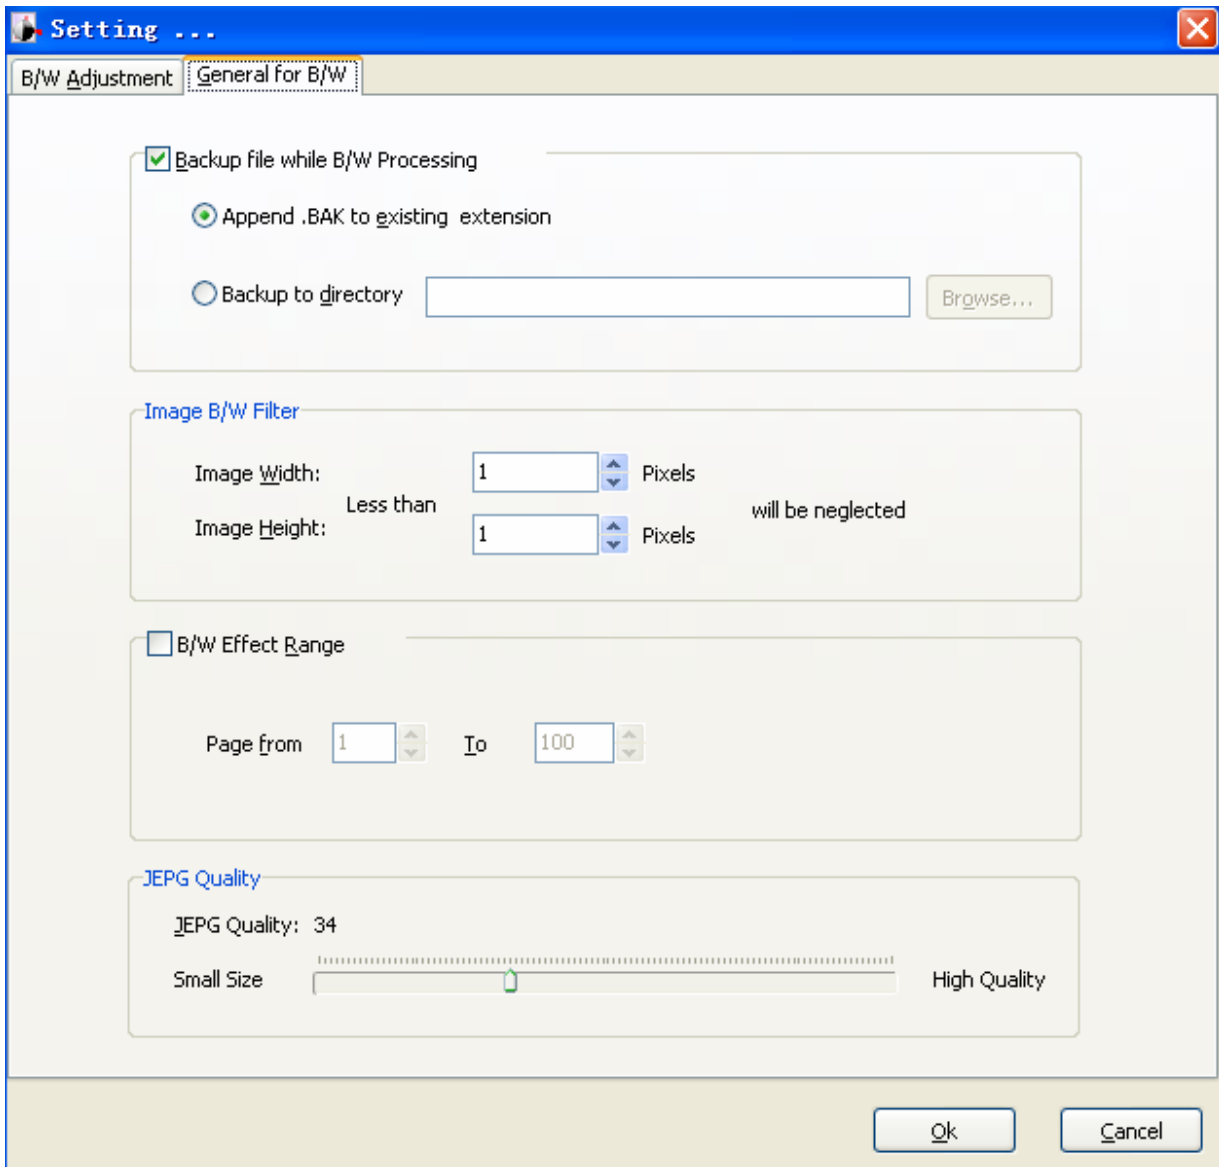 Setting ...
B/W Adjustment General for B/W
Backup file while B/W Processing
Append .BAK to existing extension
Backup to directory Browse...
Image B/W Filter
Image Width: 1 Pixels
Less than will be neglected
Image Height: 1 Pixels
B/W Effect Range
Page from 1 To 100
JEPG Quality
JEPG Quality: 34
Small Size High Quality
Ok Cancel